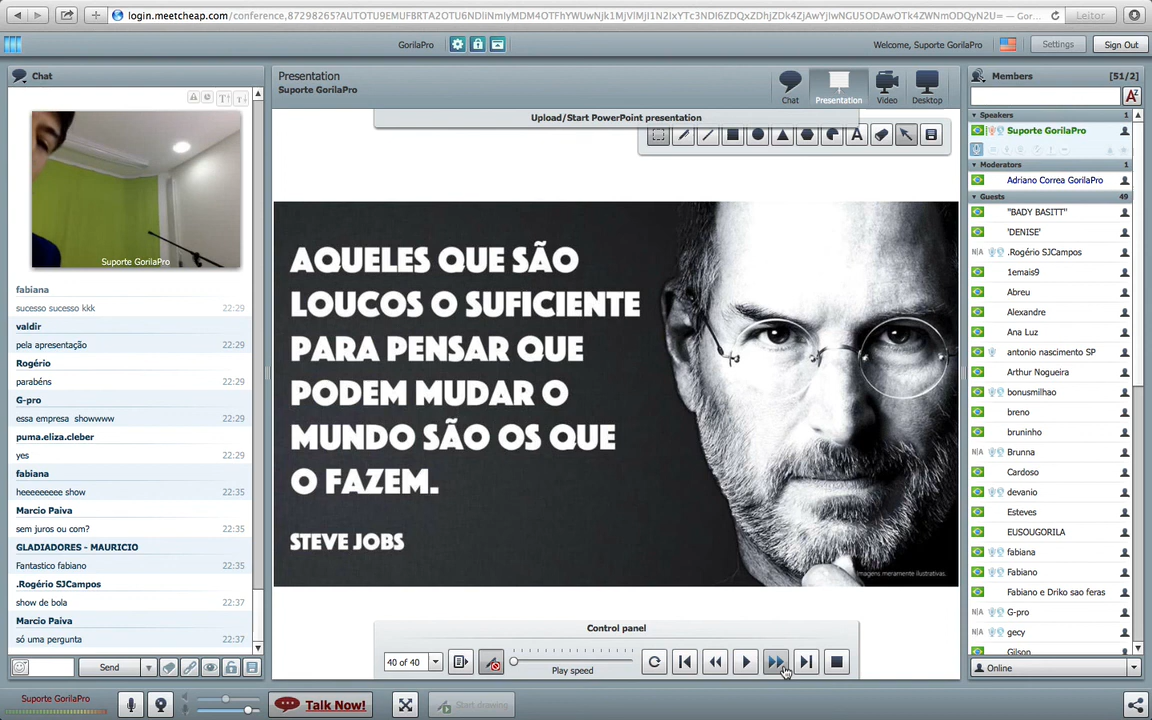 login.meetcheap.com/conference,87298265?AUTOTU9EMUFBRTA2OTU6NDliNmIyMDM4OTFhYWUwNjk1MjVlMjI1N2IxYTc3NDI6ZDQxZDhjZDk4ZjAwYjIwNGU5ODAwOTk4ZWNmODQyN2U= — Gor...
Leitor
GorilaPro
Welcome, Suporte GorilaPro
Settings
Sign Out
Chat
Suporte GorilaPro
fabiana
sucesso sucesso kkk 22:29
valdir
pela apresentação 22:29
Rogério
parabéns 22:29
G-pro
essa empresa showwww 22:29
puma.eliza.cleber
yes 22:29
fabiana
heeeeeeeee show 22:35
Marcio Paiva
sem juros ou com? 22:35
GLADIADORES - MAURICIO
Fantastico fabiano 22:35
.Rogério SJCampos
show de bola 22:37
Marcio Paiva
só uma pergunta 22:37
Send
Presentation
Suporte GorilaPro
Chat
Presentation
Video
Desktop
Upload/Start PowerPoint presentation
AQUELES QUE SÃO
LOUCOS O SUFICIENTE
PARA PENSAR QUE
PODEM MUDAR O
MUNDO SÃO OS QUE
O FAZEM.
STEVE JOBS
Imagens meramente ilustrativas.
Control panel
40 of 40
Play speed
Members [51/2]
Speakers 1
Suporte GorilaPro
Moderators 1
Adriano Correa GorilaPro
Guests 49
"BADY BASITT"
'DENISE'
N/A .Rogério SJCampos
1emais9
Abreu
Alexandre
Ana Luz
antonio nascimento SP
Arthur Nogueira
bonusmilhao
breno
bruninho
N/A Brunna
Cardoso
devanio
Esteves
EUSOUGORILA
fabiana
Fabiano
Fabiano e Driko sao feras
N/A G-pro
N/A gecy
Gilson
Online
Suporte GorilaPro
Talk Now!
Start drawing